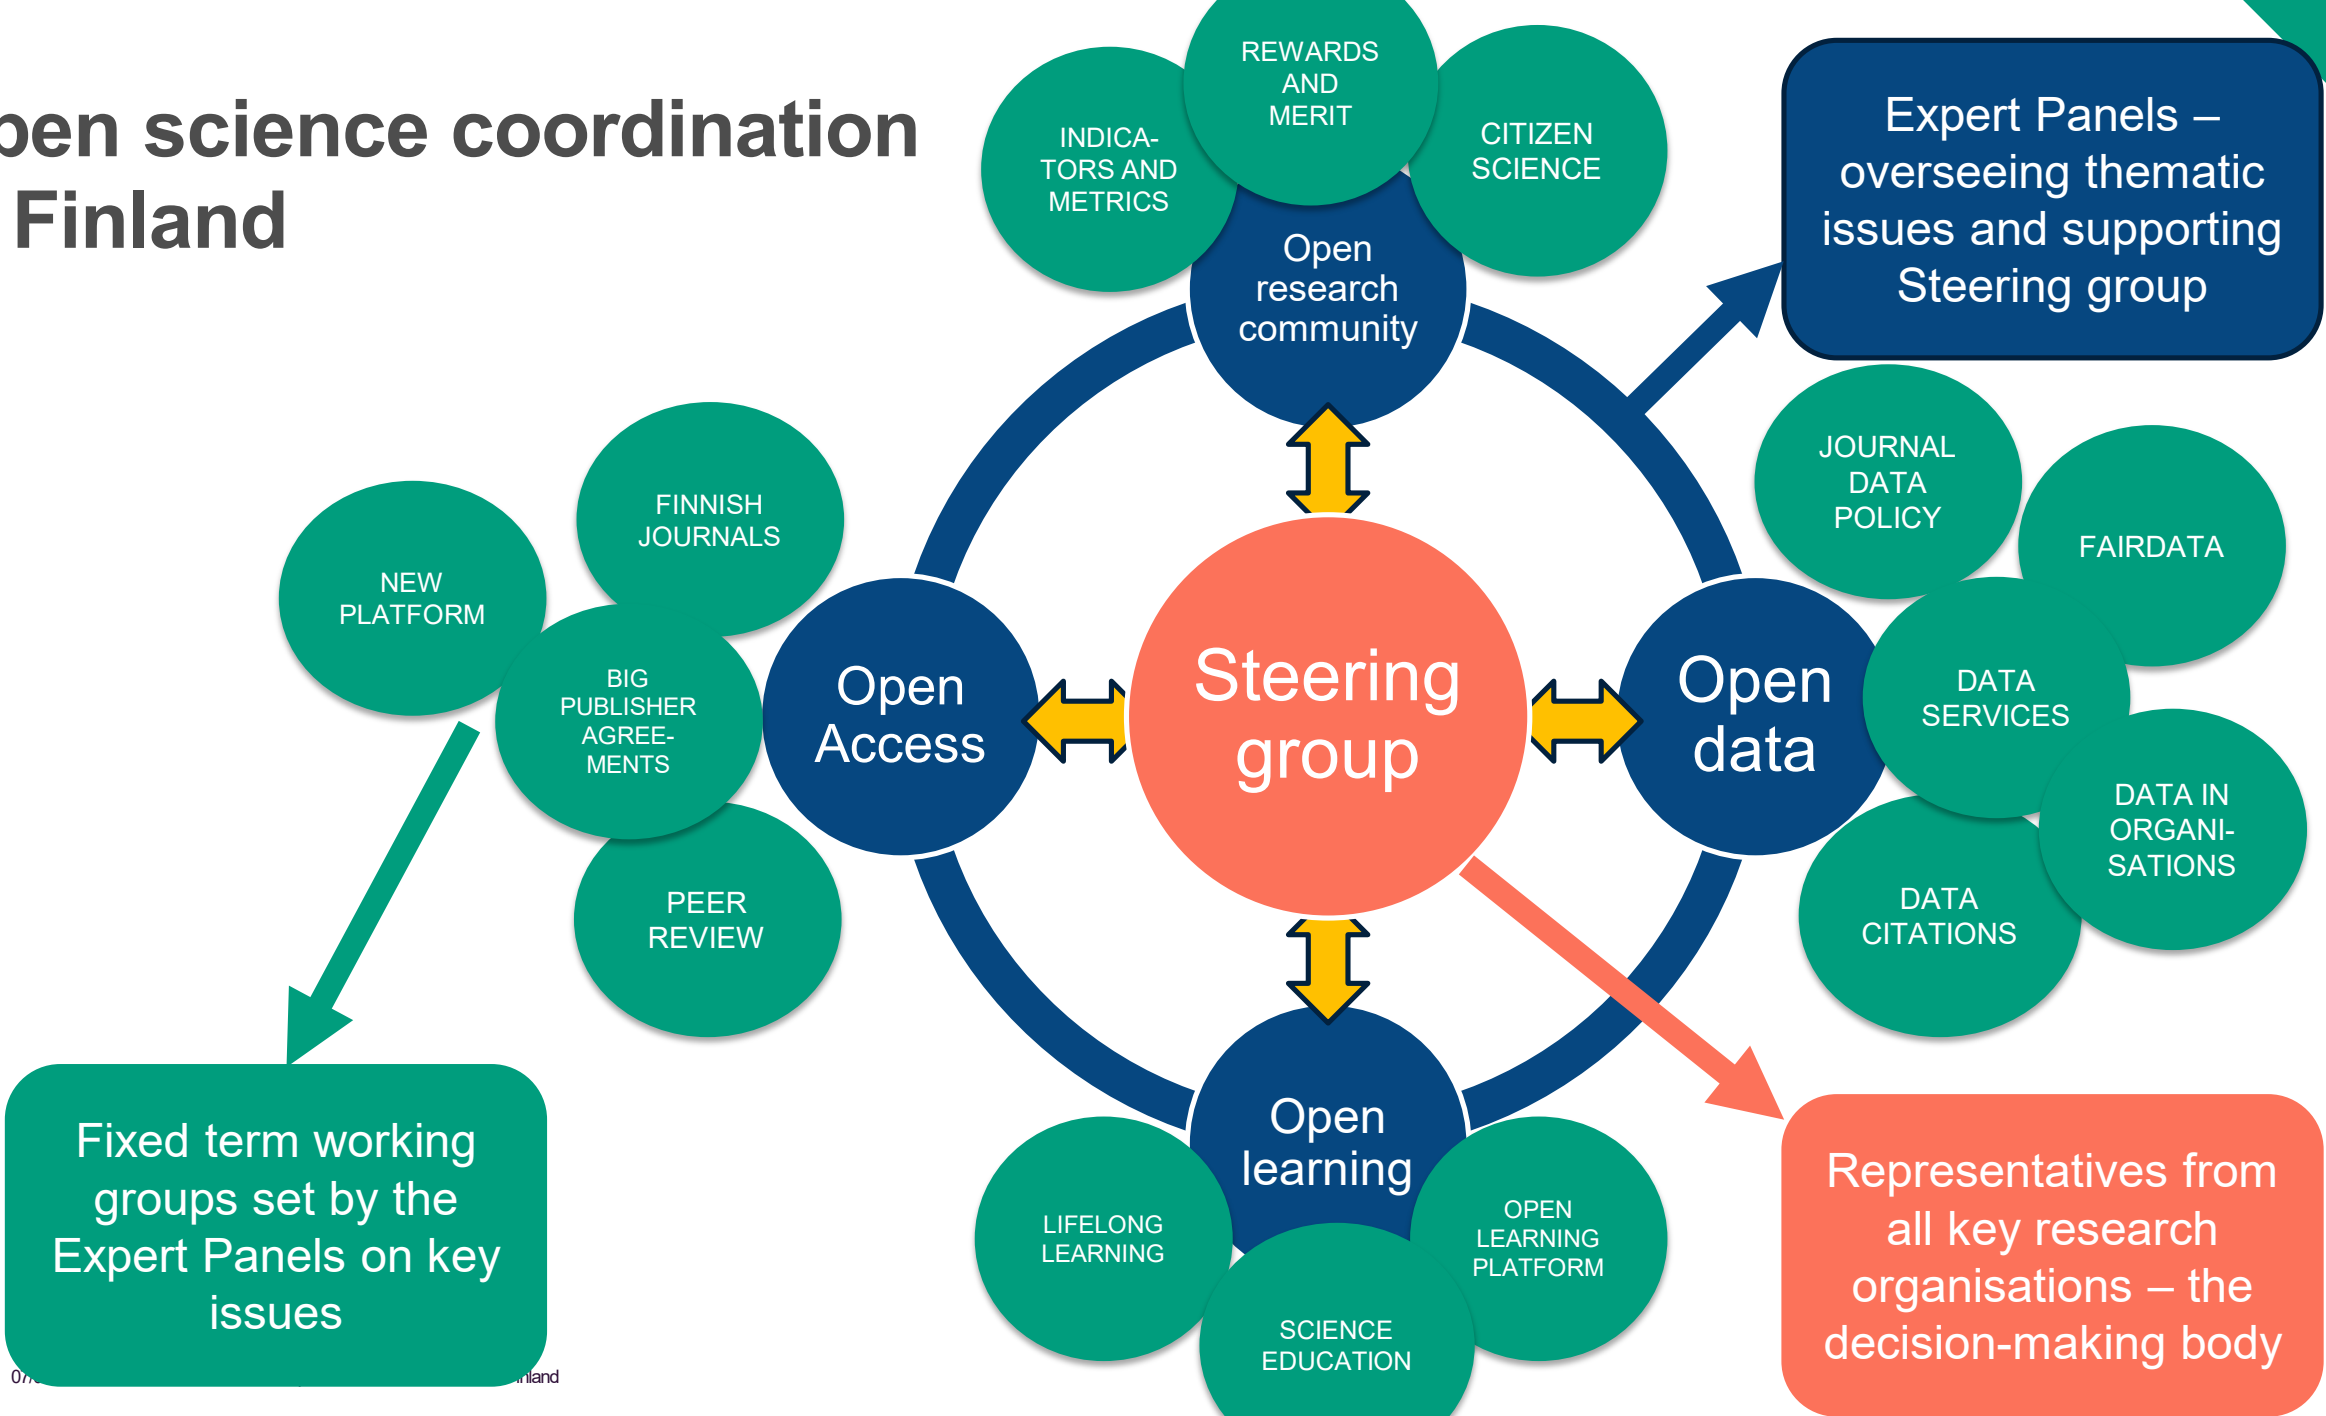 pen science coordination
Finland
REWARDS
AND
MERIT
INDICA-
TORS AND
METRICS
CITIZEN
SCIENCE
Open
research
community
Expert Panels –
overseeing thematic
issues and supporting
Steering group
JOURNAL
DATA
POLICY
FAIRDATA
DATA
SERVICES
DATA IN
ORGANI-
SATIONS
DATA
CITATIONS
Open
data
Steering
group
Open
Access
FINNISH
JOURNALS
NEW
PLATFORM
BIG
PUBLISHER
AGREE-
MENTS
PEER
REVIEW
Open
learning
LIFELONG
LEARNING
SCIENCE
EDUCATION
OPEN
LEARNING
PLATFORM
Fixed term working
groups set by the
Expert Panels on key
issues
Representatives from
all key research
organisations – the
decision-making body